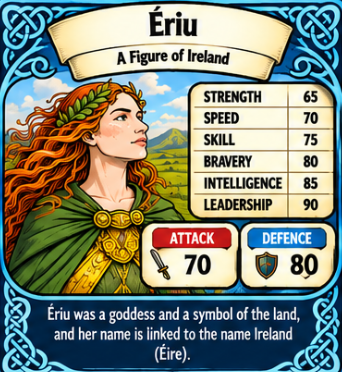 Ériu
A Figure of Ireland
STRENGTH 65
SPEED 70
SKILL 75
BRAVERY 80
INTELLIGENCE 85
LEADERSHIP 90
ATTACK
70
DEFENCE
80
Ériu was a goddess and a symbol of the land,
and her name is linked to the name Ireland
(Éire).